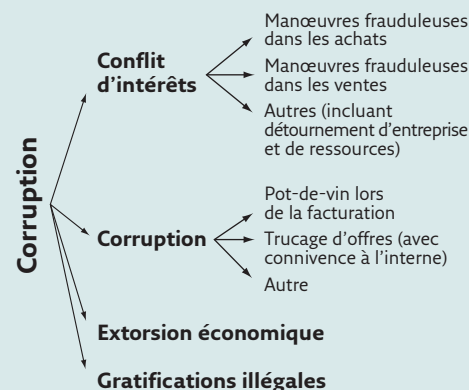 Corruption
Conflit
d’intérêts
Manœuvres frauduleuses
dans les achats
Manœuvres frauduleuses
dans les ventes
Autres (incluant
détournement d’entreprise
et de ressources)
Corruption
Pot-de-vin lors
de la facturation
Trucage d’offres (avec
connivence à l’interne)
Autre
Extorsion économique
Gratifications illégales